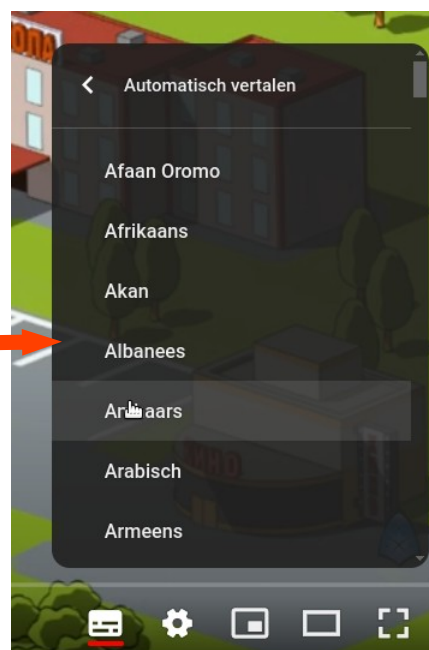 Automatisch vertalen
Afaan Oromo
Afrikaans
Akan
Albanees
Arabisch
Armeens